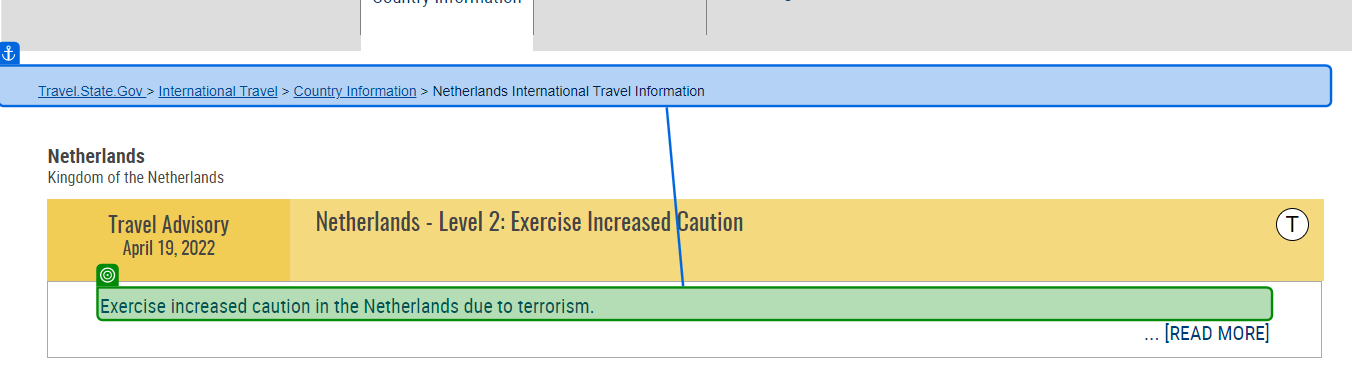 Country Information
Travel.State.Gov > International Travel > Country Information > Netherlands International Travel Information
Netherlands
Kingdom of the Netherlands
Travel Advisory
April 19, 2022
Netherlands - Level 2: Exercise Increased Caution
T
Exercise increased caution in the Netherlands due to terrorism.
... [READ MORE]